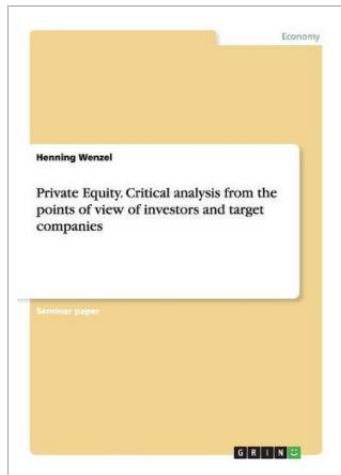 Economy
Henning Wenzel
Private Equity. Critical analysis from the
points of view of investors and target
companies
Seminar paper
GRIN